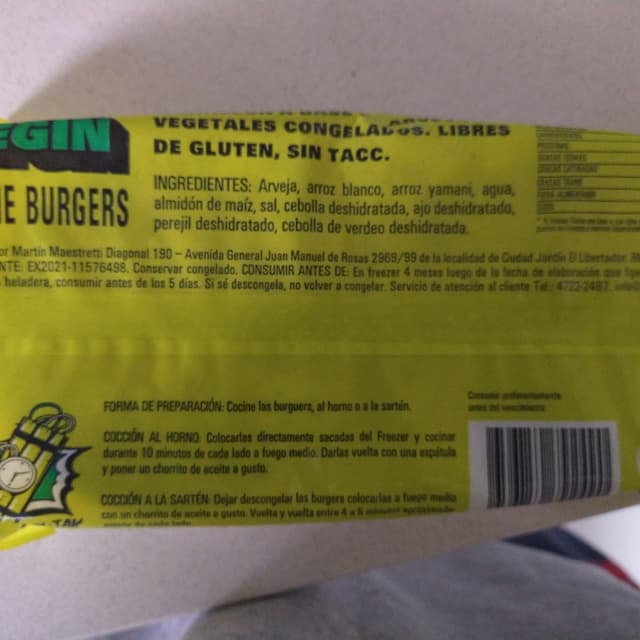 EGIN
E BURGERS
VEGETALES CONGELADOS. LIBRES
DE GLUTEN, SIN TACC.
INGREDIENTES: Arveja, arroz blanco, arroz yamani, agua,
almidón de maíz, sal, cebolla deshidratada, ajo deshidratado,
perejil deshidratado, cebolla de verdeo deshidratada.
or Martín Maestretti Diagonal 190 – Avenida General Juan Manuel de Rosas 2969/99 de la localidad de Ciudad Jardín El Libertador.
NTE: EX2021-11576498. Conservar congelado. CONSUMIR ANTES DE: En freezer 4 meses luego de la fecha de elaboración que
heladera, consumir antes de los 5 días. Si sé descongela, no volver a congelar. Servicio de atención al cliente Tel.:
FORMA DE PREPARACIÓN: Cocine las burguers, al horno o a la sartén.
COCCIÓN AL HORNO: Colocarlas directamente sacadas del Freezer y cocinar
durante 10 minutos de cada lado a fuego medio. Darlas vuelta con una espátula
y poner un chorrito de aceite a gusto.
COCCIÓN A LA SARTÉN: Dejar descongelar las burgers colocarlas a fuego medio
con un chorrito de aceite a gusto. Vuelta y vuelta entre 4 a
Consumir preferentemente
antes del vencimiento